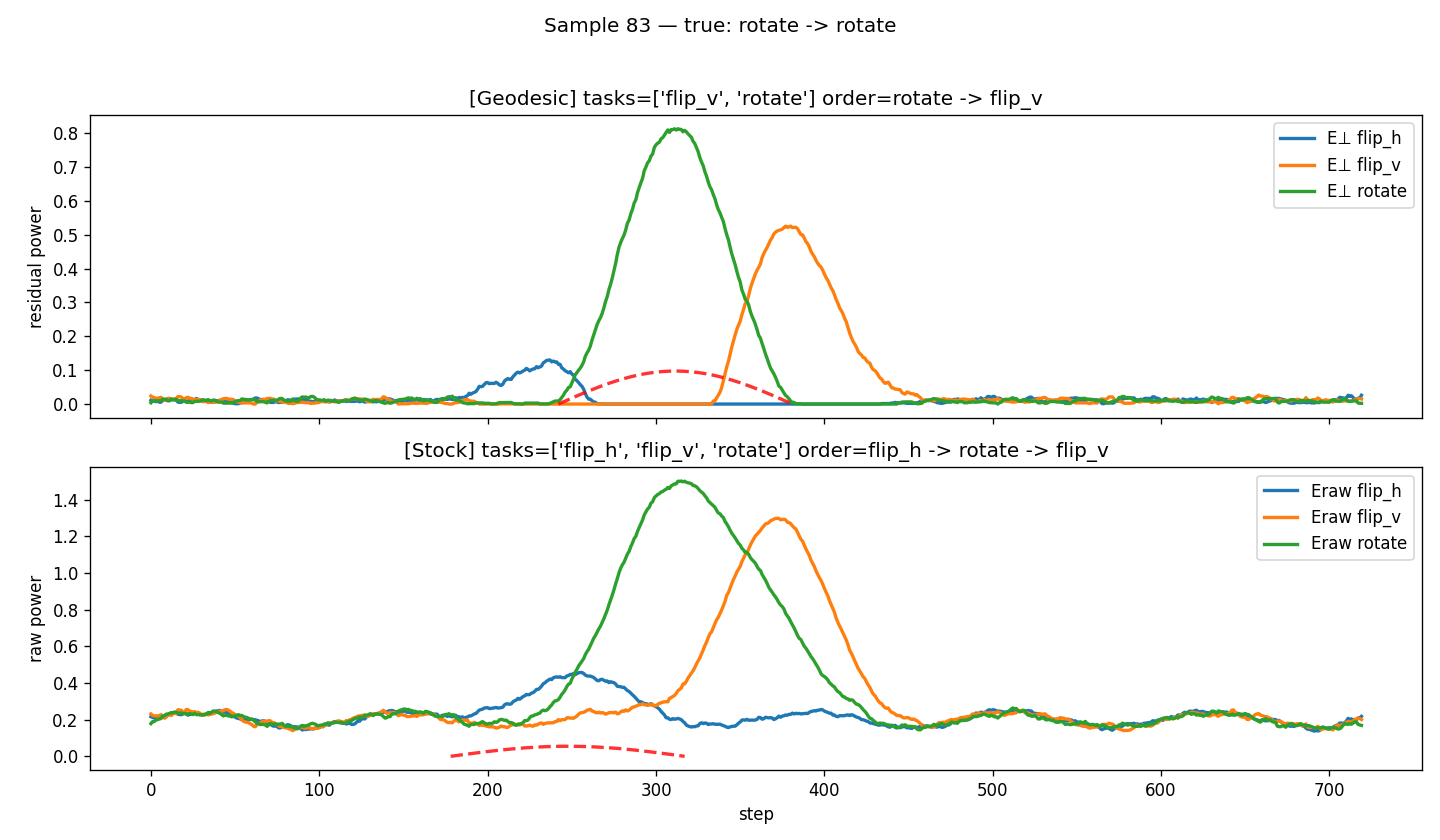 Sample 83 — true: rotate -> rotate
[Geodesic] tasks=['flip_v', 'rotate'] order=rotate -> flip_v
residual power
0.8
0.7
0.6
0.5
0.4
0.3
0.2
0.1
0.0
E⊥ flip_h
E⊥ flip_v
E⊥ rotate
[Stock] tasks=['flip_h', 'flip_v', 'rotate'] order=flip_h -> rotate -> flip_v
raw power
1.4
1.2
1.0
0.8
0.6
0.4
0.2
0.0
Eraw flip_h
Eraw flip_v
Eraw rotate
0 100 200 300 400 500 600 700
step